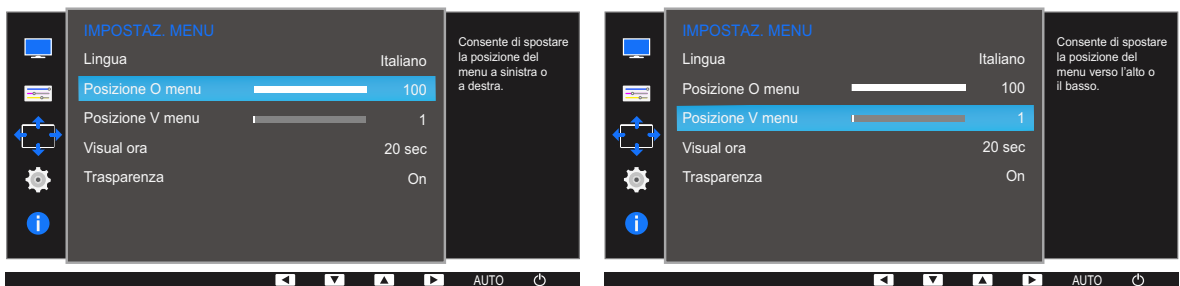 IMPOSTAZ. MENU
Lingua Italiano
Posizione O menu 100
Posizione V menu 1
Visual ora 20 sec
Trasparenza On
Consente di spostare
la posizione del
menu a sinistra o
a destra.
AUTO
IMPOSTAZ. MENU
Lingua Italiano
Posizione O menu 100
Posizione V menu 1
Visual ora 20 sec
Trasparenza On
Consente di spostare
la posizione del
menu verso l'alto o
il basso.
AUTO